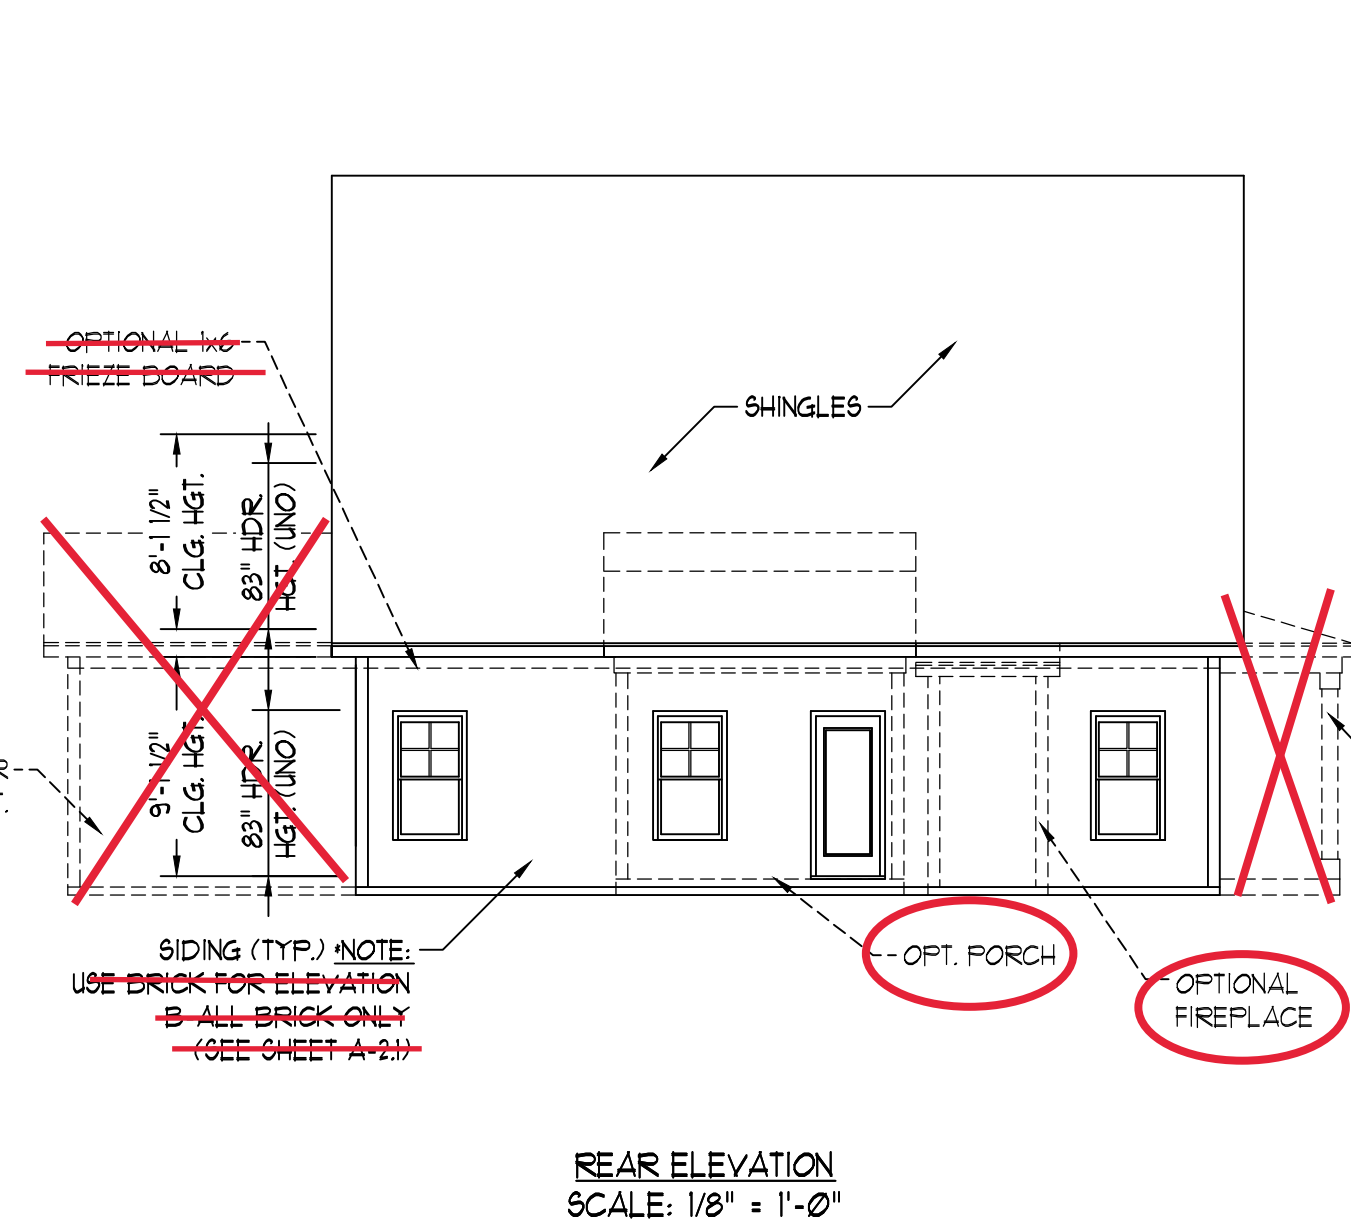 OPTIONAL 1x6
FRIEZE BOARD
SHINGLES
8'-1 1/2"
CLG. HGT.
83" HDR.
HGT. (UNO)
9'-1 1/2"
CLG. HGT.
83" HDR.
HGT. (UNO)
SIDING (TYP.) *NOTE:
USE BRICK FOR ELEVATION
B ALL BRICK ONLY
(SEE SHEET A-2.1)
OPT. PORCH
OPTIONAL
FIREPLACE
REAR ELEVATION
SCALE: 1/8" = 1'-0"